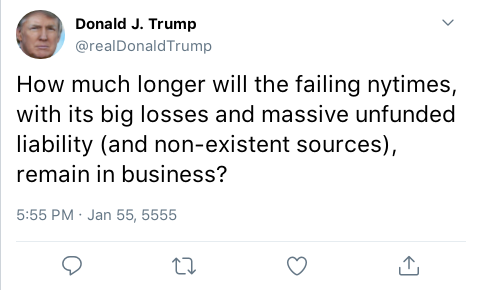 Donald J. Trump
@realDonaldTrump
How much longer will the failing nytimes,
with its big losses and massive unfunded
liability (and non-existent sources),
remain in business?
5:55 PM · Jan 55, 5555